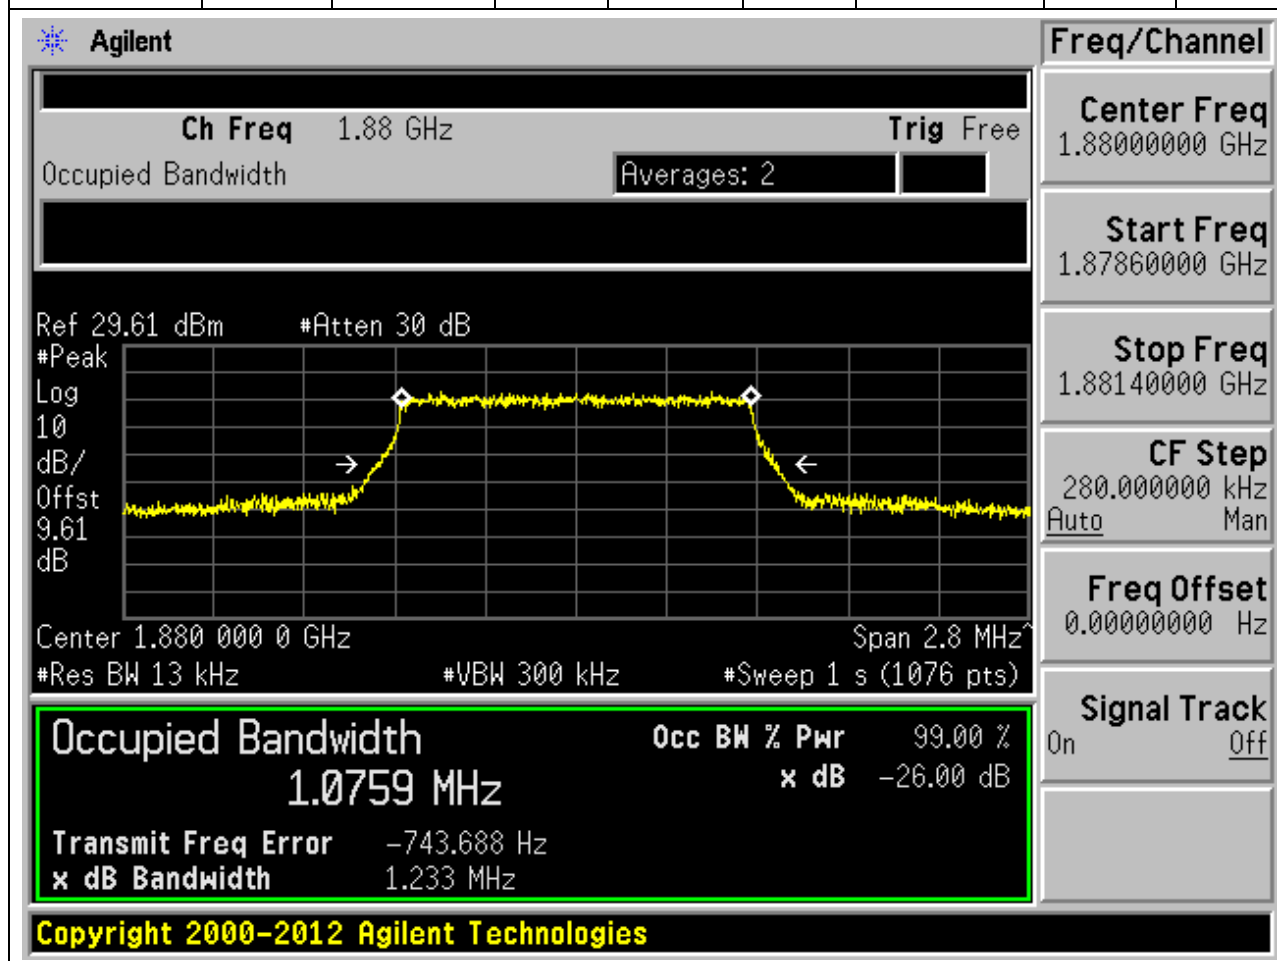 Agilent
Freq/Channel
Ch Freq 1.88 GHz Trig Free
Occupied Bandwidth Averages: 2
Ref 29.61 dBm #Atten 30 dB
#Peak
Log
10
dB/
Offst
9.61
dB
Center 1.880 000 0 GHz Span 2.8 MHz^
#Res BW 13 kHz #VBW 300 kHz #Sweep 1 s (1076 pts)
Occupied Bandwidth Occ BW % Pwr 99.00 %
1.0759 MHz x dB -26.00 dB
Transmit Freq Error -743.688 Hz
x dB Bandwidth 1.233 MHz
Copyright 2000-2012 Agilent Technologies
Center Freq
1.88000000 GHz
Start Freq
1.87860000 GHz
Stop Freq
1.88140000 GHz
CF Step
280.000000 kHz
Auto Man
Freq Offset
0.00000000 Hz
Signal Track
On Off